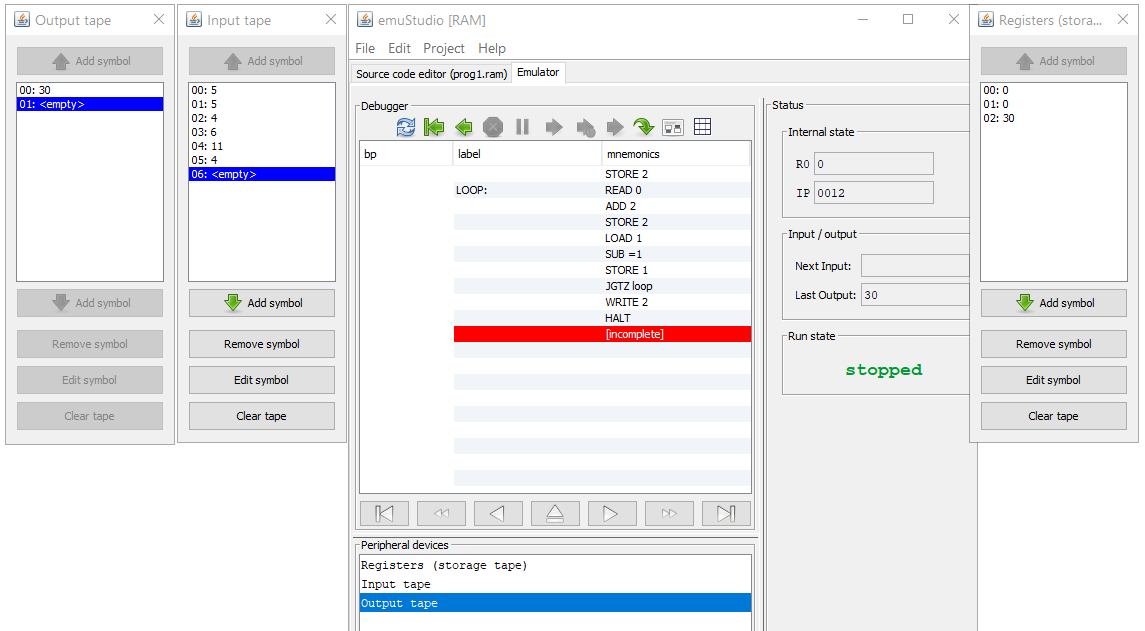 Output tape
Add symbol
00: 30
01: <empty>
Add symbol
Remove symbol
Edit symbol
Clear tape
Input tape
Add symbol
00: 5
01: 5
02: 4
03: 6
04: 11
05: 4
06: <empty>
Add symbol
Remove symbol
Edit symbol
Clear tape
emuStudio [RAM]
File Edit Project Help
Source code editor (prog1.ram) Emulator
Debugger
bp label mnemonics
STORE 2
LOOP: READ 0
ADD 2
STORE 2
LOAD 1
SUB =1
STORE 1
JGTZ loop
WRITE 2
HALT
[incomplete]
Peripheral devices
Registers (storage tape)
Input tape
Output tape
Status
Internal state
R0 0
IP 0012
Input / output
Next Input:
Last Output: 30
Run state
stopped
Registers (stora...
Add symbol
00: 0
01: 0
02: 30
Add symbol
Remove symbol
Edit symbol
Clear tape